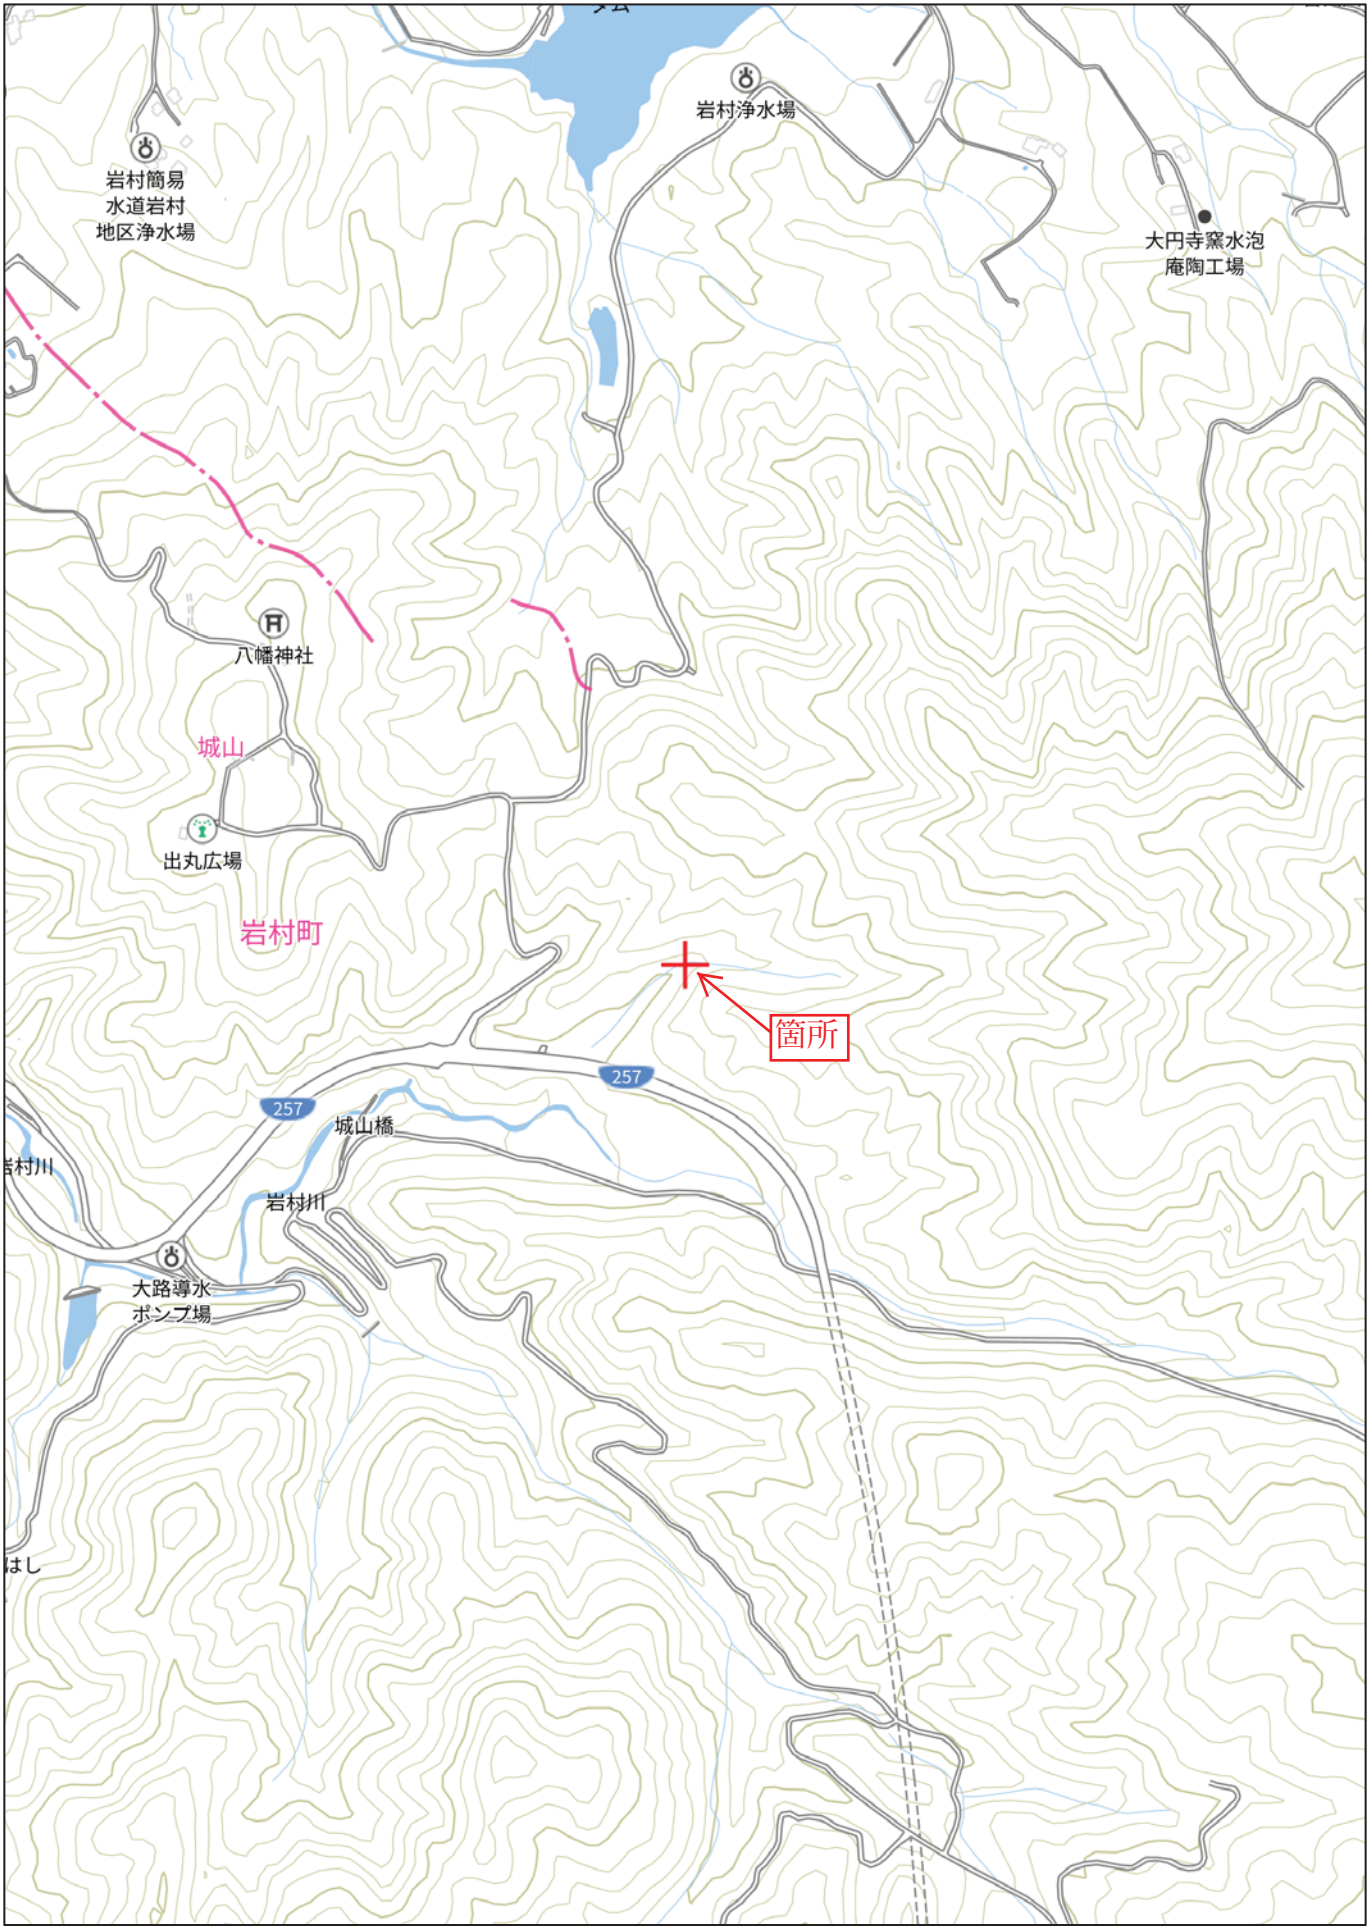 岩村浄水場
岩村簡易
水道岩村
地区浄水場
大円寺窯水泡
庵陶工場
八幡神社
城山
出丸広場
岩村町
箇所
257
257
城山橋
岩村川
岩村川
大路導水
ポンプ場
はし